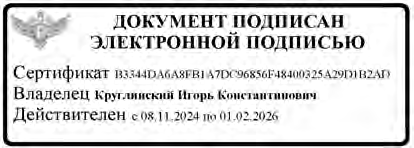 ДОКУМЕНТ ПОДПИСАН
ЭЛЕКТРОННОЙ ПОДПИСЬЮ
Сертификат B3344DA6A8FB1A7DC96856F48400325A29D1B2AD
Владелец Круглинский Игорь Константинович
Действителен с 08.11.2024 по 01.02.2026